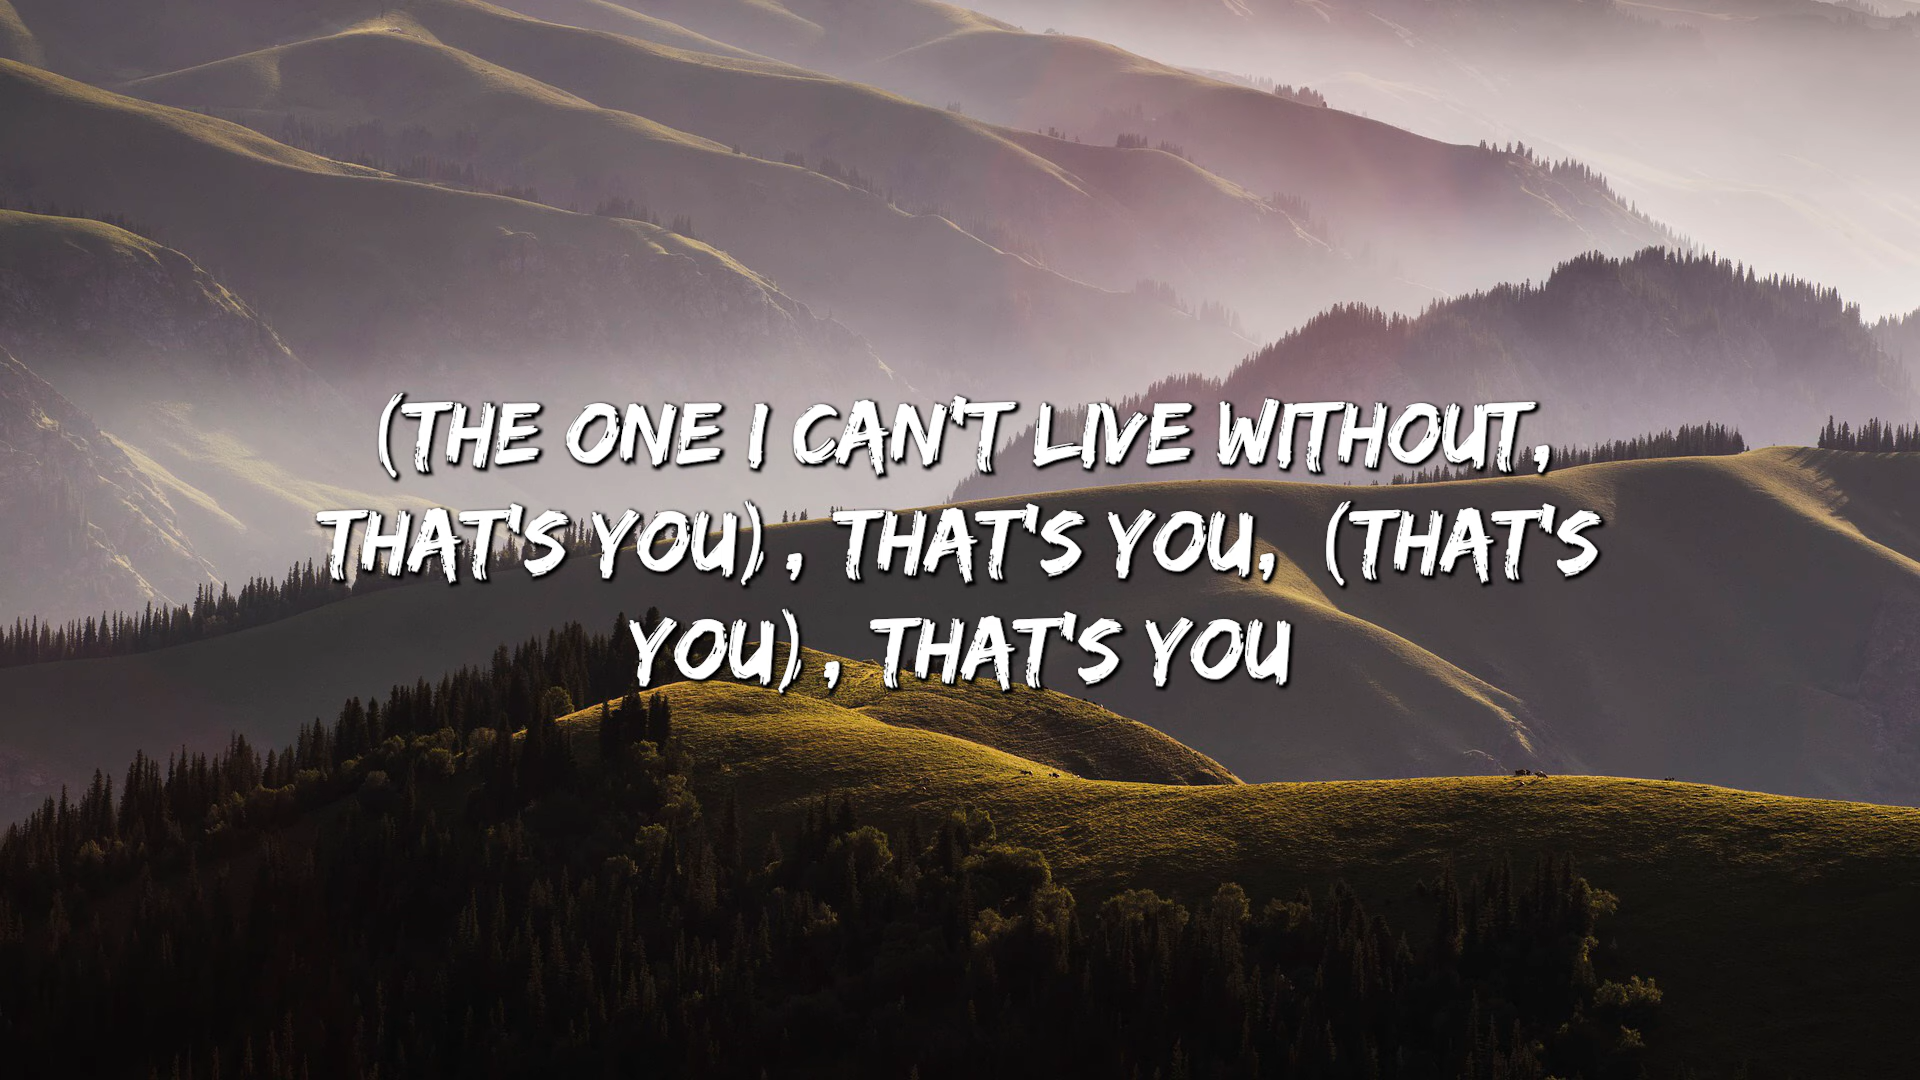 (THE ONE I CAN'T LIVE WITHOUT,
THAT'S YOU), THAT'S YOU, (THAT'S
YOU), THAT'S YOU